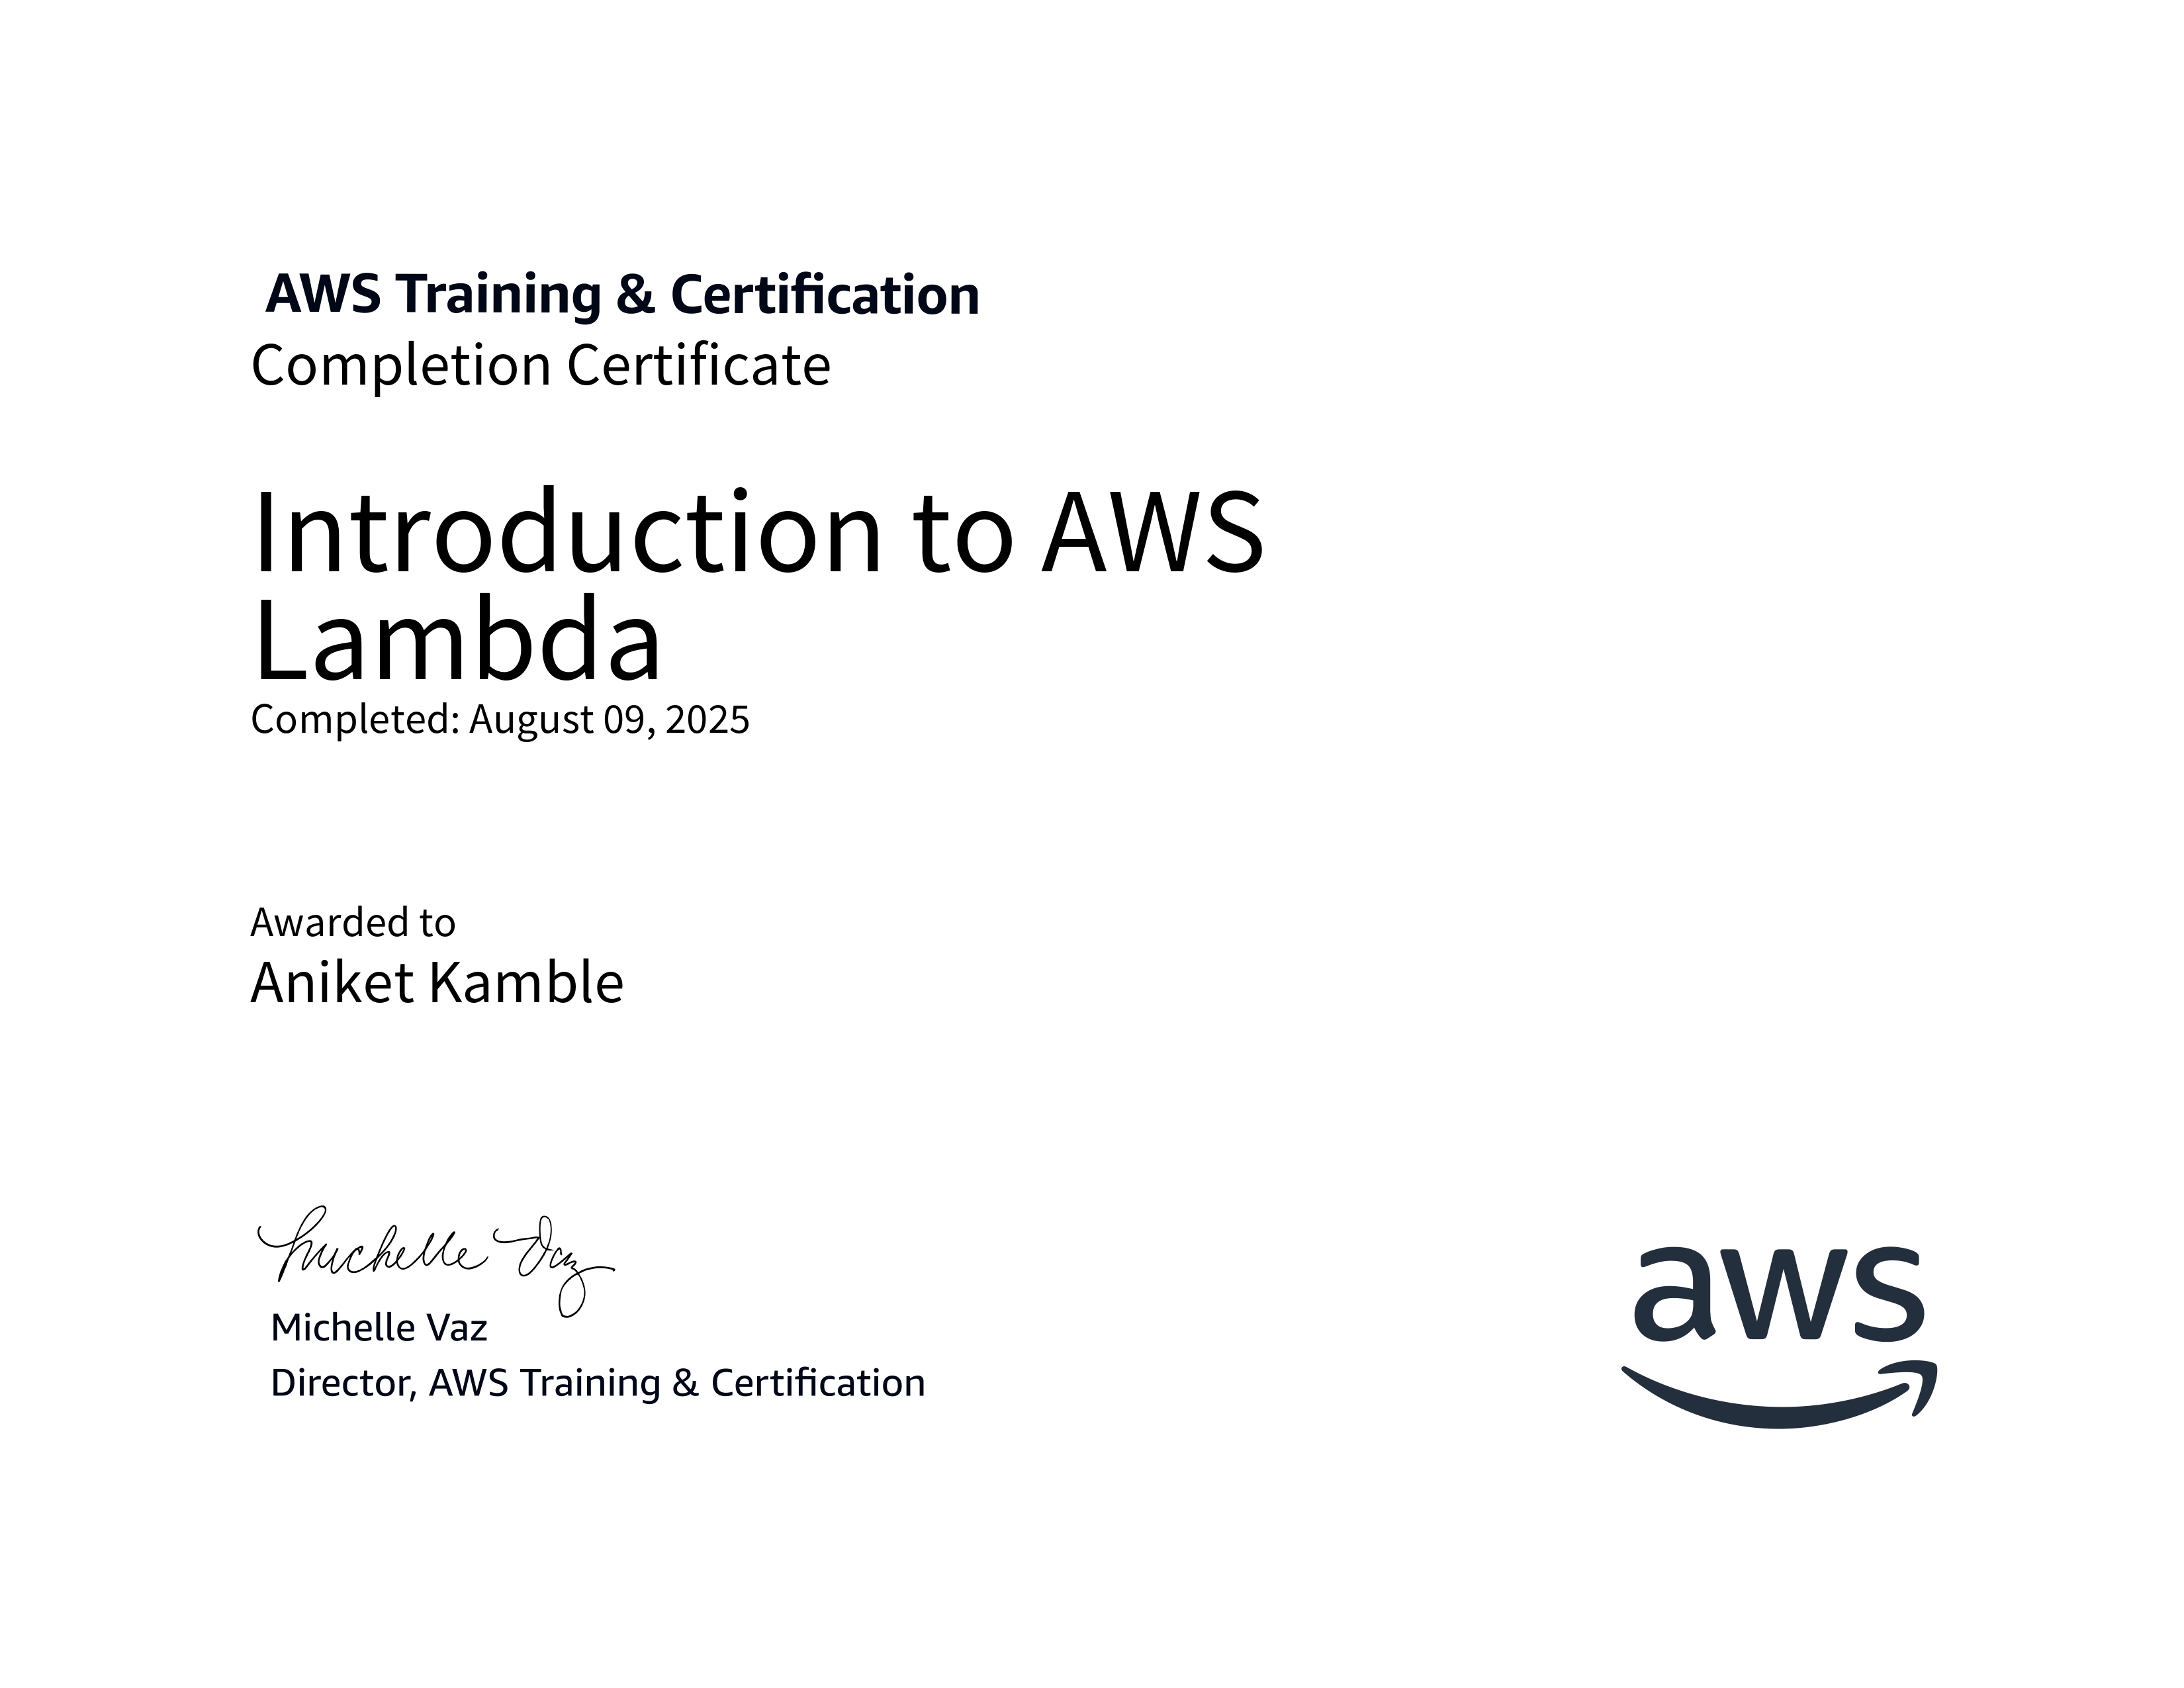 AWS Training & Certification
Completion Certificate
Introduction to AWS
Lambda
Completed: August 09, 2025
Awarded to
Aniket Kamble
Michelle Vaz
Michelle Vaz
Director, AWS Training & Certification
aws